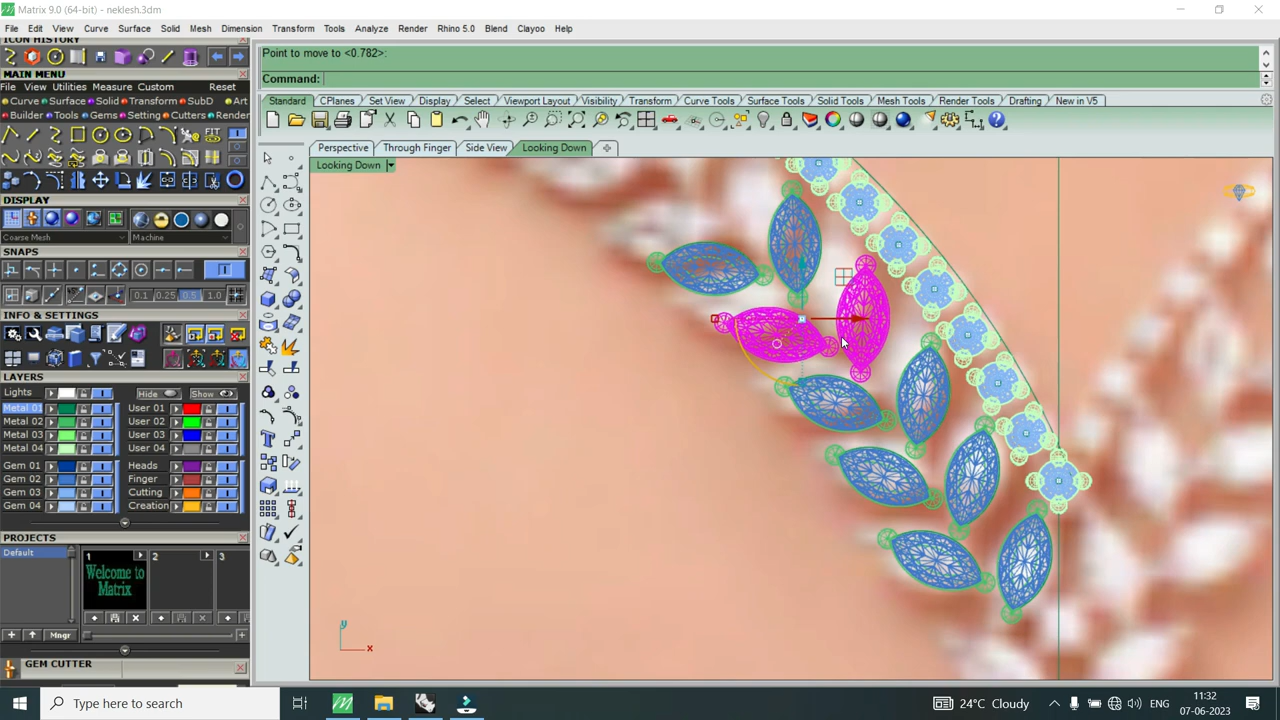 Matrix 9.0 (64-bit) - neklesh.3dm
File Edit View Curve Surface Solid Mesh Dimension Transform Tools Analyze Render Rhino 5.0 Blend Clayoo Help
ICON HISTORY
Point to move to <0.782>:
Command:
MAIN MENU
File View Utilities Measure Custom Reset
Curve Surface Solid Transform SubD Art
Builder Tools Gems Setting Cutters Render
Standard CPlanes Set View Display Select Viewport Layout Visibility Transform Curve Tools Surface Tools Solid Tools Mesh Tools Render Tools Drafting New in V5
FIT
Perspective Through Finger Side View Looking Down
Looking Down
DISPLAY
Coarse Mesh Machine
SNAPS
0.1 0.25 0.5 1.0
INFO & SETTINGS
LAYERS
Lights Hide Show
Metal 01 User 01
Metal 02 User 02
Metal 03 User 03
Metal 04 User 04
Gem 01 Heads
Gem 02 Finger
Gem 03 Cutting
Gem 04 Creation
PROJECTS
Default 1 2 3
Welcome to Matrix
Mngr
GEM CUTTER
y
x
Type here to search
24°C Cloudy
ENG
11:32
07-06-2023